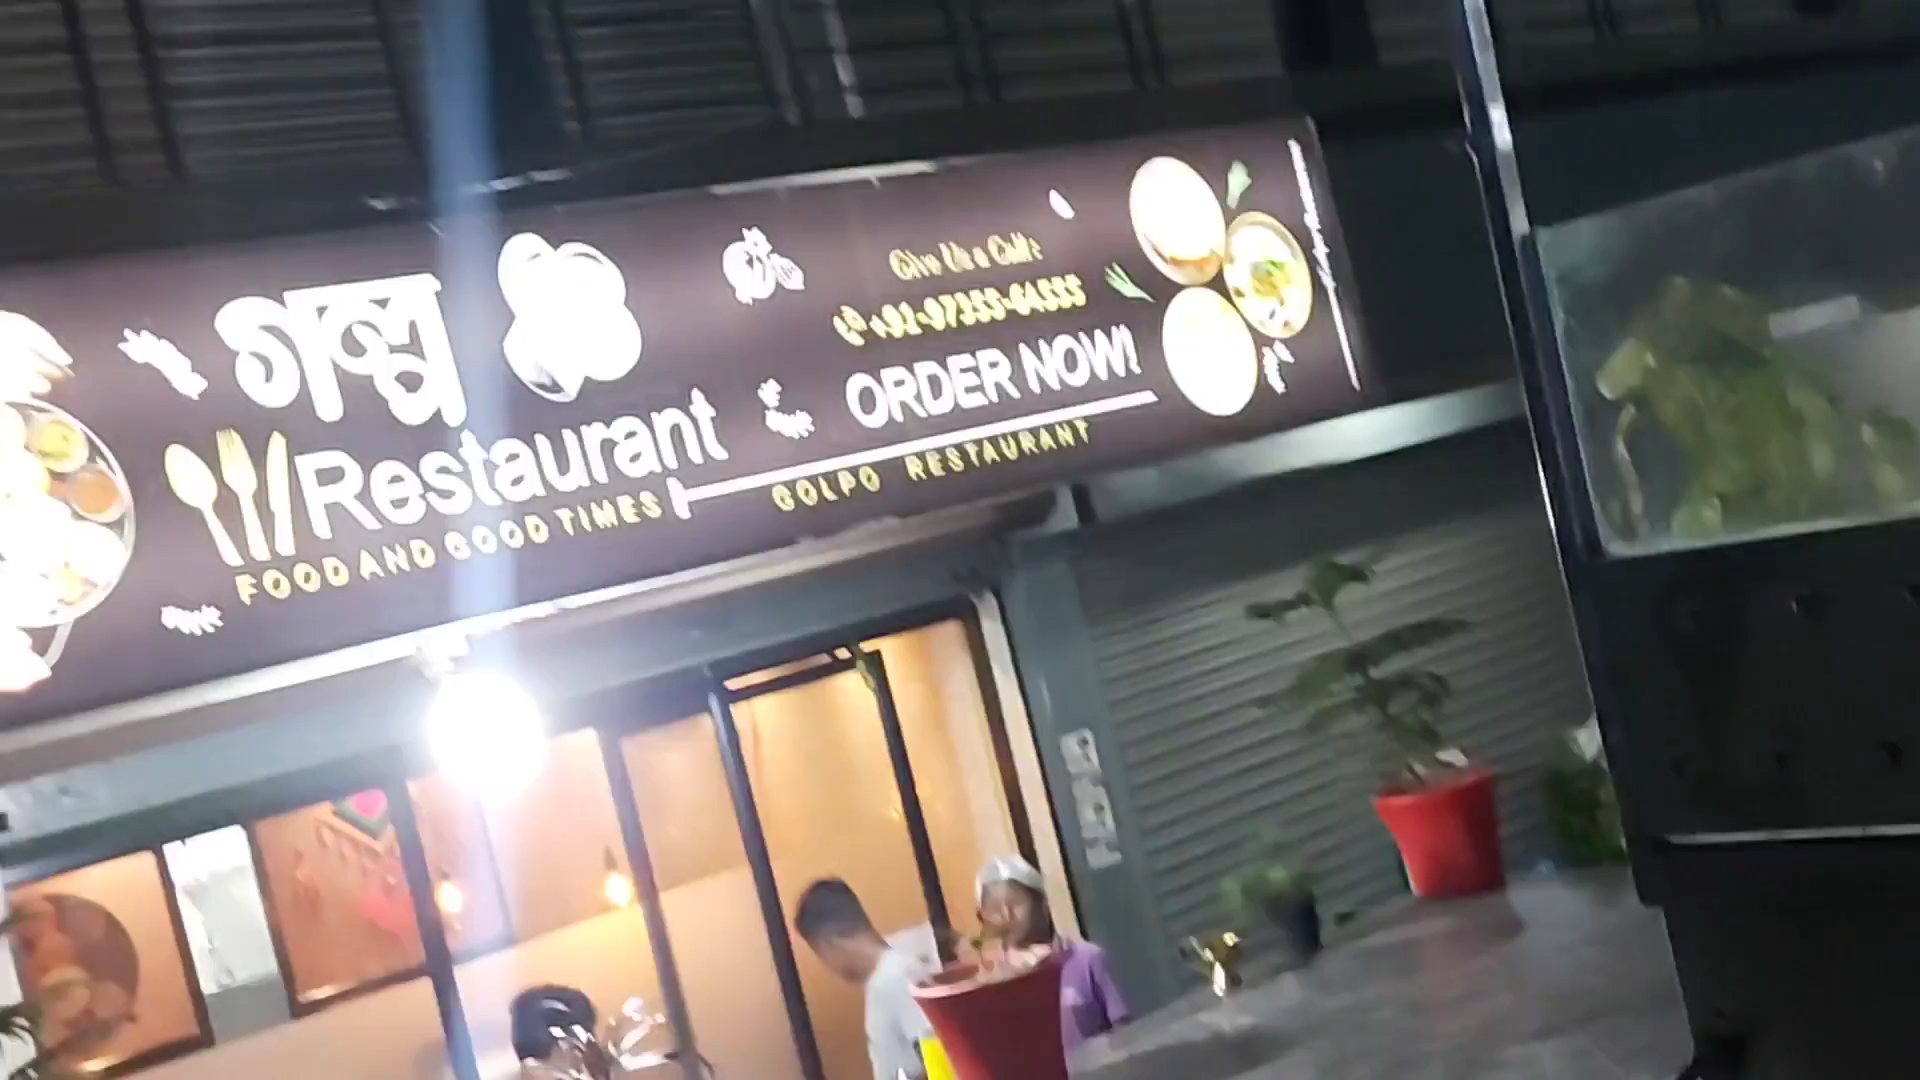 গল্প
Restaurant
FOOD AND GOOD TIMES
Give Us a Call:
ORDER NOW!
GOLPO RESTAURANT